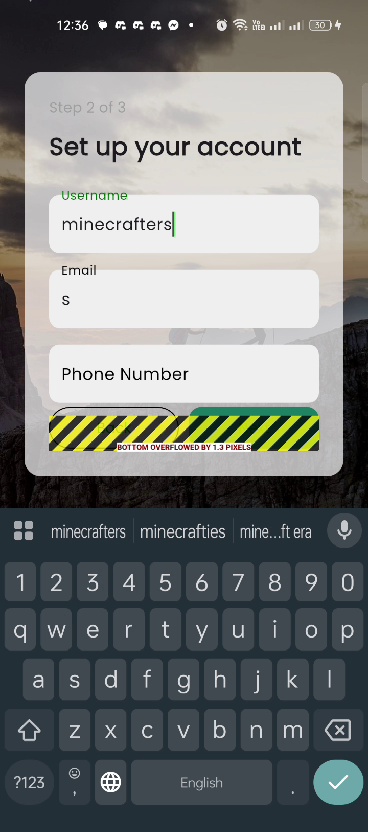 12:36
Vo
LTED
30
Step 2 of 3
Set up your account
Username
minecrafters
Email
s
Phone Number
BOTTOM OVERFLOWED BY 1.3 PIXELS
minecrafters minecrafties mine...ft era
1 2 3 4 5 6 7 8 9 0
q w e r t y u i o p
a s d f g h j k l
z x c v b n m
?123 , English .